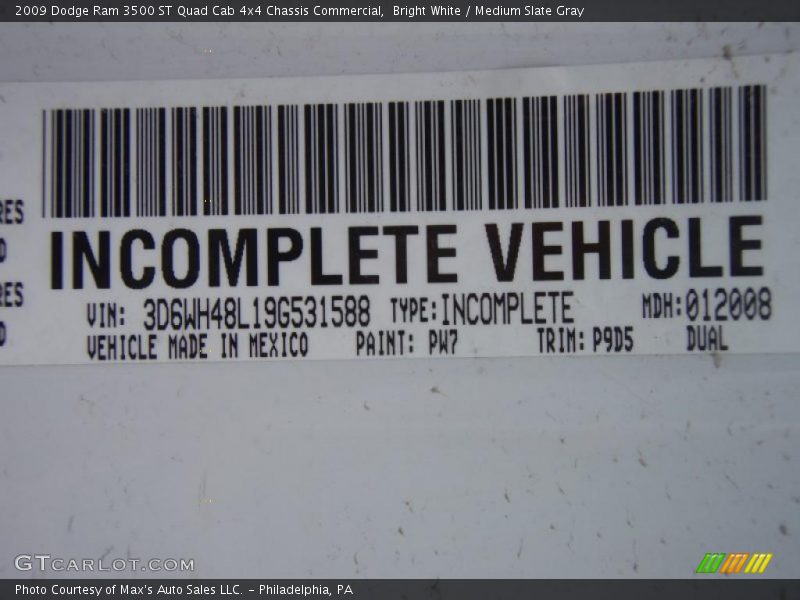 2009 Dodge Ram 3500 ST Quad Cab 4x4 Chassis Commercial,  Bright White / Medium Slate Gray
RES
D
RES
D
INCOMPLETE VEHICLE
VIN: 3D6WH48L19G531588 TYPE:INCOMPLETE MDH:012008
VEHICLE MADE IN MEXICO PAINT: PW7 TRIM: P9D5 DUAL
GTCARLOT.COM
Photo Courtesy of Max's Auto Sales LLC. - Philadelphia, PA